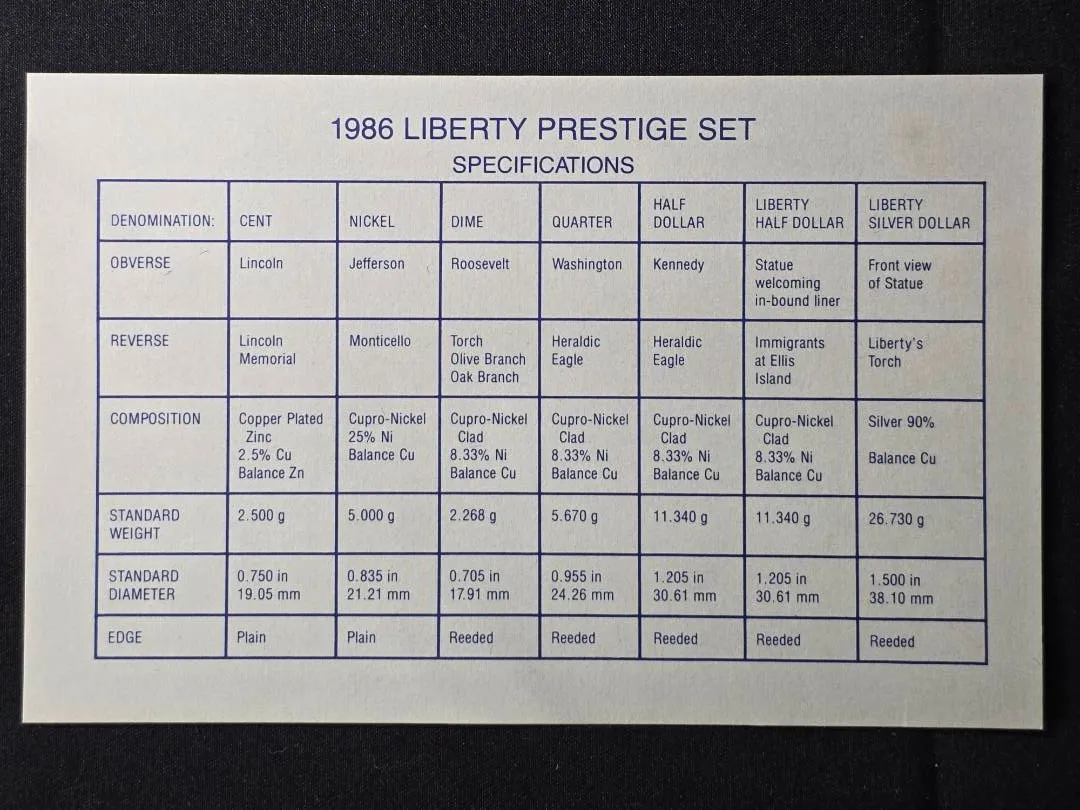 1986 LIBERTY PRESTIGE SET
SPECIFICATIONS
DENOMINATION: CENT NICKEL DIME QUARTER HALF DOLLAR LIBERTY HALF DOLLAR LIBERTY SILVER DOLLAR
OBVERSE Lincoln Jefferson Roosevelt Washington Kennedy Statue welcoming in-bound liner Front view of Statue
REVERSE Lincoln Memorial Monticello Torch Olive Branch Oak Branch Heraldic Eagle Heraldic Eagle Immigrants at Ellis Island Liberty's Torch
COMPOSITION Copper Plated Zinc 2.5% Cu Balance Zn Cupro-Nickel 25% Ni Balance Cu Cupro-Nickel Clad 8.33% Ni Balance Cu Cupro-Nickel Clad 8.33% Ni Balance Cu Cupro-Nickel Clad 8.33% Ni Balance Cu Cupro-Nickel Clad 8.33% Ni Balance Cu Silver 90% Balance Cu
STANDARD WEIGHT 2.500 g 5.000 g 2.268 g 5.670 g 11.340 g 11.340 g 26.730 g
STANDARD DIAMETER 0.750 in 19.05 mm 0.835 in 21.21 mm 0.705 in 17.91 mm 0.955 in 24.26 mm 1.205 in 30.61 mm 1.205 in 30.61 mm 1.500 in 38.10 mm
EDGE Plain Plain Reeded Reeded Reeded Reeded Reeded